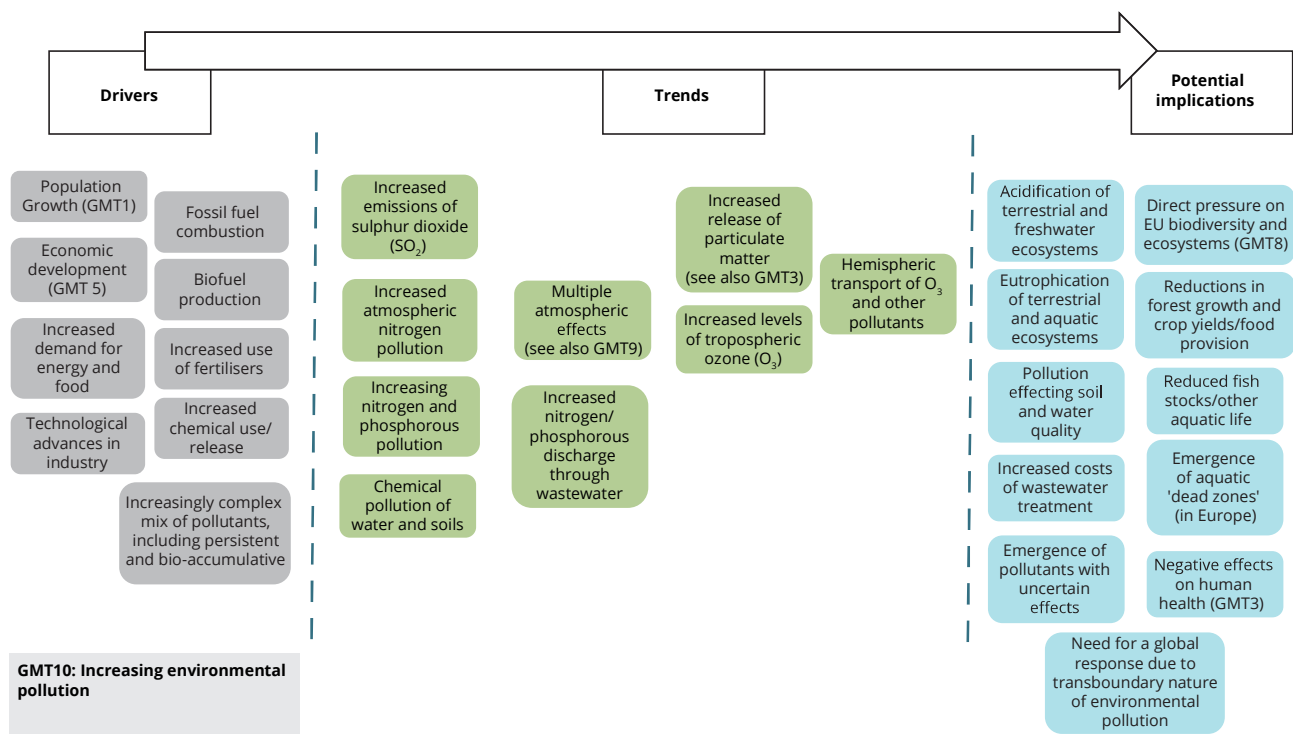 Drivers
Trends
Potential
implications
Population
Growth (GMT1)
Economic
development
(GMT 5)
Increased
demand for
energy and
food
Technological
advances in
industry
Fossil fuel
combustion
Biofuel
production
Increased use
of fertilisers
Increased
chemical use/
release
Increasingly complex
mix of pollutants,
including persistent
and bio-accumulative
Increased
emissions of
sulphur dioxide
(SO₂)
Increased
atmospheric
nitrogen
pollution
Increasing
nitrogen and
phosphorous
pollution
Chemical
pollution of
water and soils
Multiple
atmospheric
effects
(see also GMT9)
Increased
nitrogen/
phosphorous
discharge
through
wastewater
Increased
release of
particulate
matter
(see also GMT3)
Increased levels
of tropospheric
ozone (O₃)
Hemispheric
transport of O₃
and other
pollutants
Acidification of
terrestrial and
freshwater
ecosystems
Eutrophication
of terrestrial
and aquatic
ecosystems
Pollution
effecting soil
and water
quality
Increased costs
of wastewater
treatment
Emergence of
pollutants with
uncertain
effects
Direct pressure on
EU biodiversity and
ecosystems (GMT8)
Reductions in
forest growth and
crop yields/food
provision
Reduced fish
stocks/other
aquatic life
Emergence
of aquatic
'dead zones'
(in Europe)
Negative effects
on human
health (GMT3)
Need for a global
response due to
transboundary nature
of environmental
pollution
GMT10: Increasing environmental
pollution